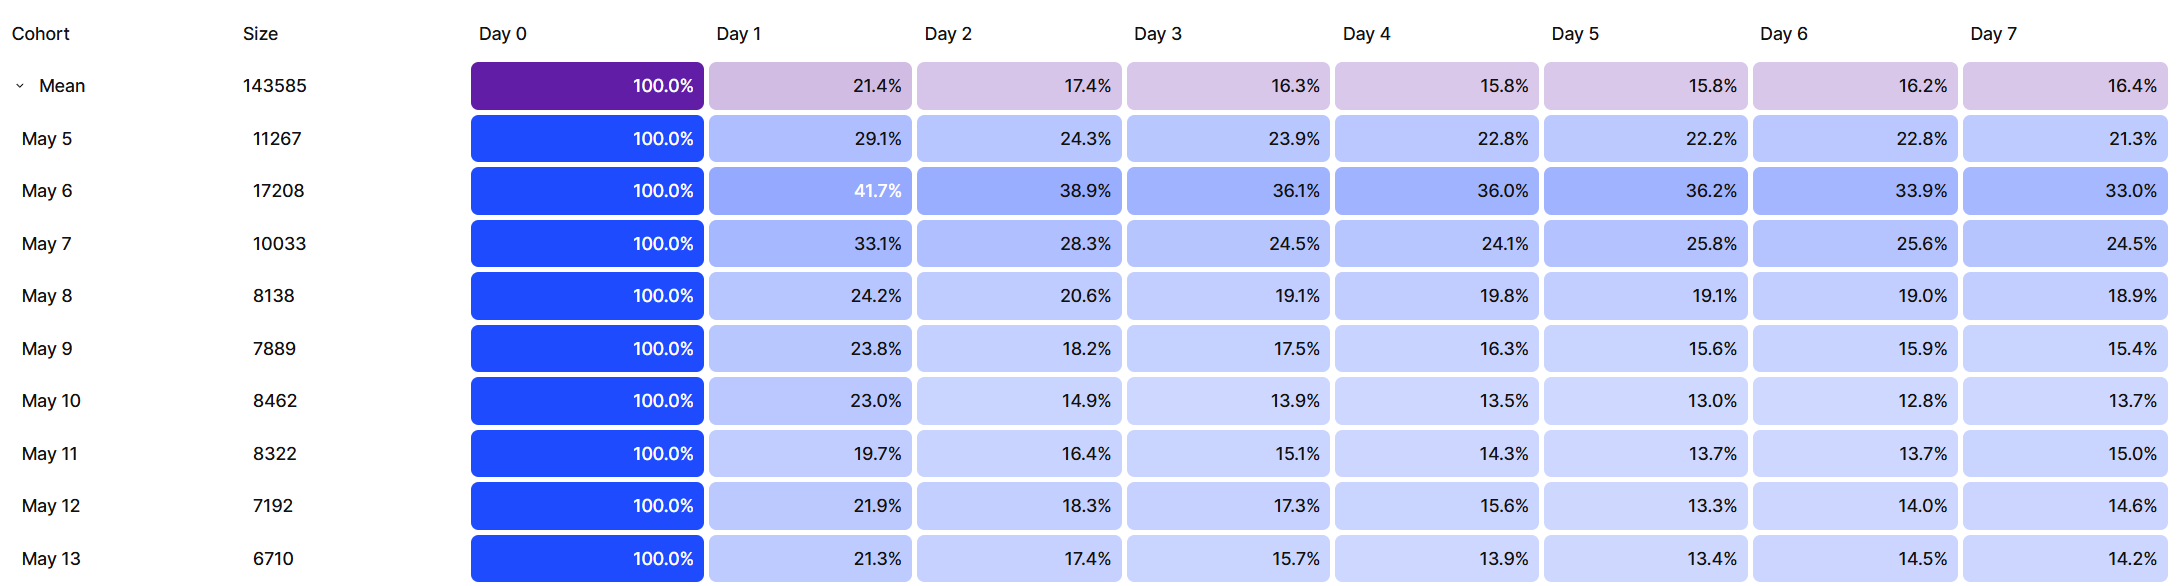 Cohort Size Day 0 Day 1 Day 2 Day 3 Day 4 Day 5 Day 6 Day 7
Mean 143585 100.0% 21.4% 17.4% 16.3% 15.8% 15.8% 16.2% 16.4%
May 5 11267 100.0% 29.1% 24.3% 23.9% 22.8% 22.2% 22.8% 21.3%
May 6 17208 100.0% 41.7% 38.9% 36.1% 36.0% 36.2% 33.9% 33.0%
May 7 10033 100.0% 33.1% 28.3% 24.5% 24.1% 25.8% 25.6% 24.5%
May 8 8138 100.0% 24.2% 20.6% 19.1% 19.8% 19.1% 19.0% 18.9%
May 9 7889 100.0% 23.8% 18.2% 17.5% 16.3% 15.6% 15.9% 15.4%
May 10 8462 100.0% 23.0% 14.9% 13.9% 13.5% 13.0% 12.8% 13.7%
May 11 8322 100.0% 19.7% 16.4% 15.1% 14.3% 13.7% 13.7% 15.0%
May 12 7192 100.0% 21.9% 18.3% 17.3% 15.6% 13.3% 14.0% 14.6%
May 13 6710 100.0% 21.3% 17.4% 15.7% 13.9% 13.4% 14.5% 14.2%